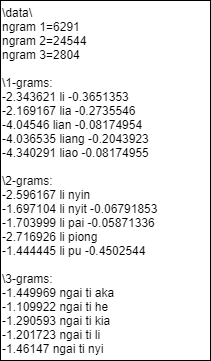 \data\
ngram 1=6291
ngram 2=24544
ngram 3=2804

\1-grams:
-2.343621 li -0.3651353
-2.169167 lia -0.2735546
-4.04546 lian -0.08174954
-4.036535 liang -0.2043923
-4.340291 liao -0.08174955

\2-grams:
-2.596167 li nyin
-1.697104 li nyit -0.06791853
-1.703999 li pai -0.05871336
-2.716926 li piong
-1.444445 li pu -0.4502544

\3-grams:
-1.449969 ngai ti aka
-1.109922 ngai ti he
-1.290593 ngai ti kia
-1.201723 ngai ti li
-1.46147 ngai ti nyi